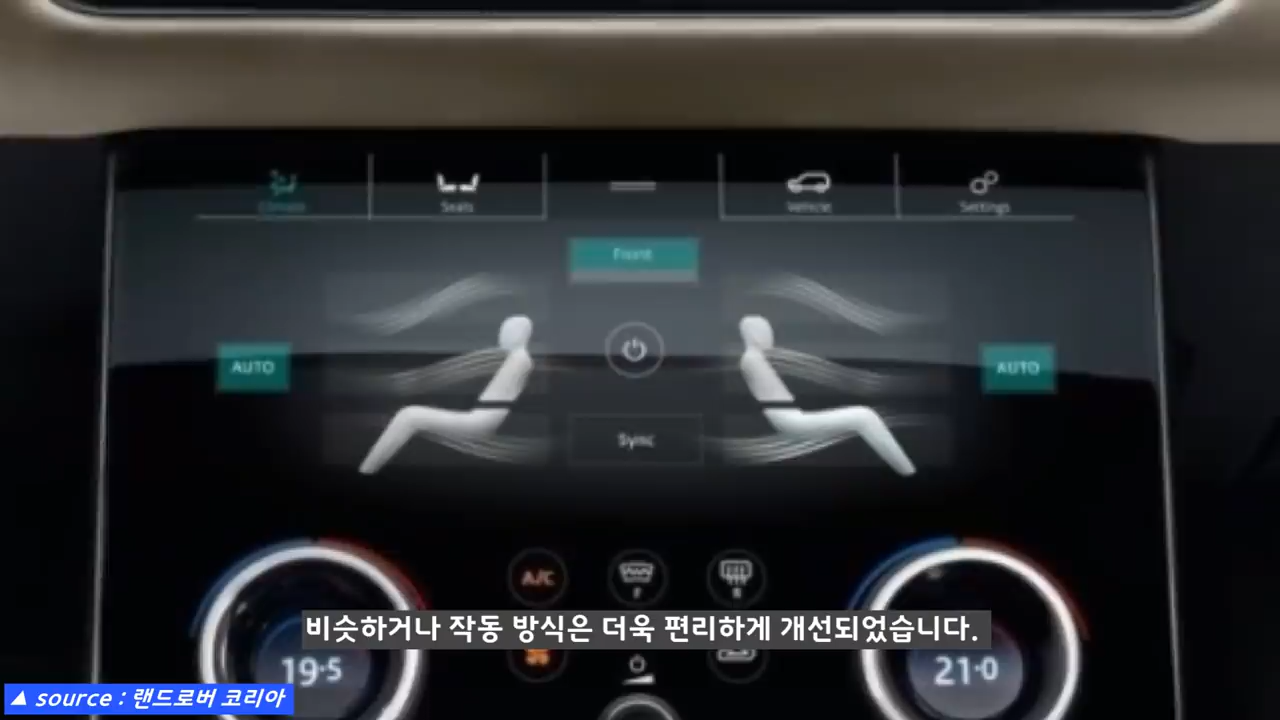 Climate
Seats
Vehicle
Settings
Front
AUTO
AUTO
Sync
A/C
F
R
비슷하거나 작동 방식은 더욱 편리하게 개선되었습니다.
19.5
21.0
▲ source : 랜드로버 코리아